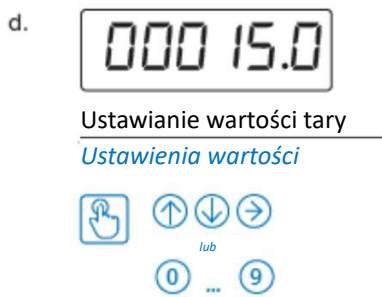 d.
00015.0
Ustawianie wartości tary
Ustawienia wartości
lub
0 ... 9